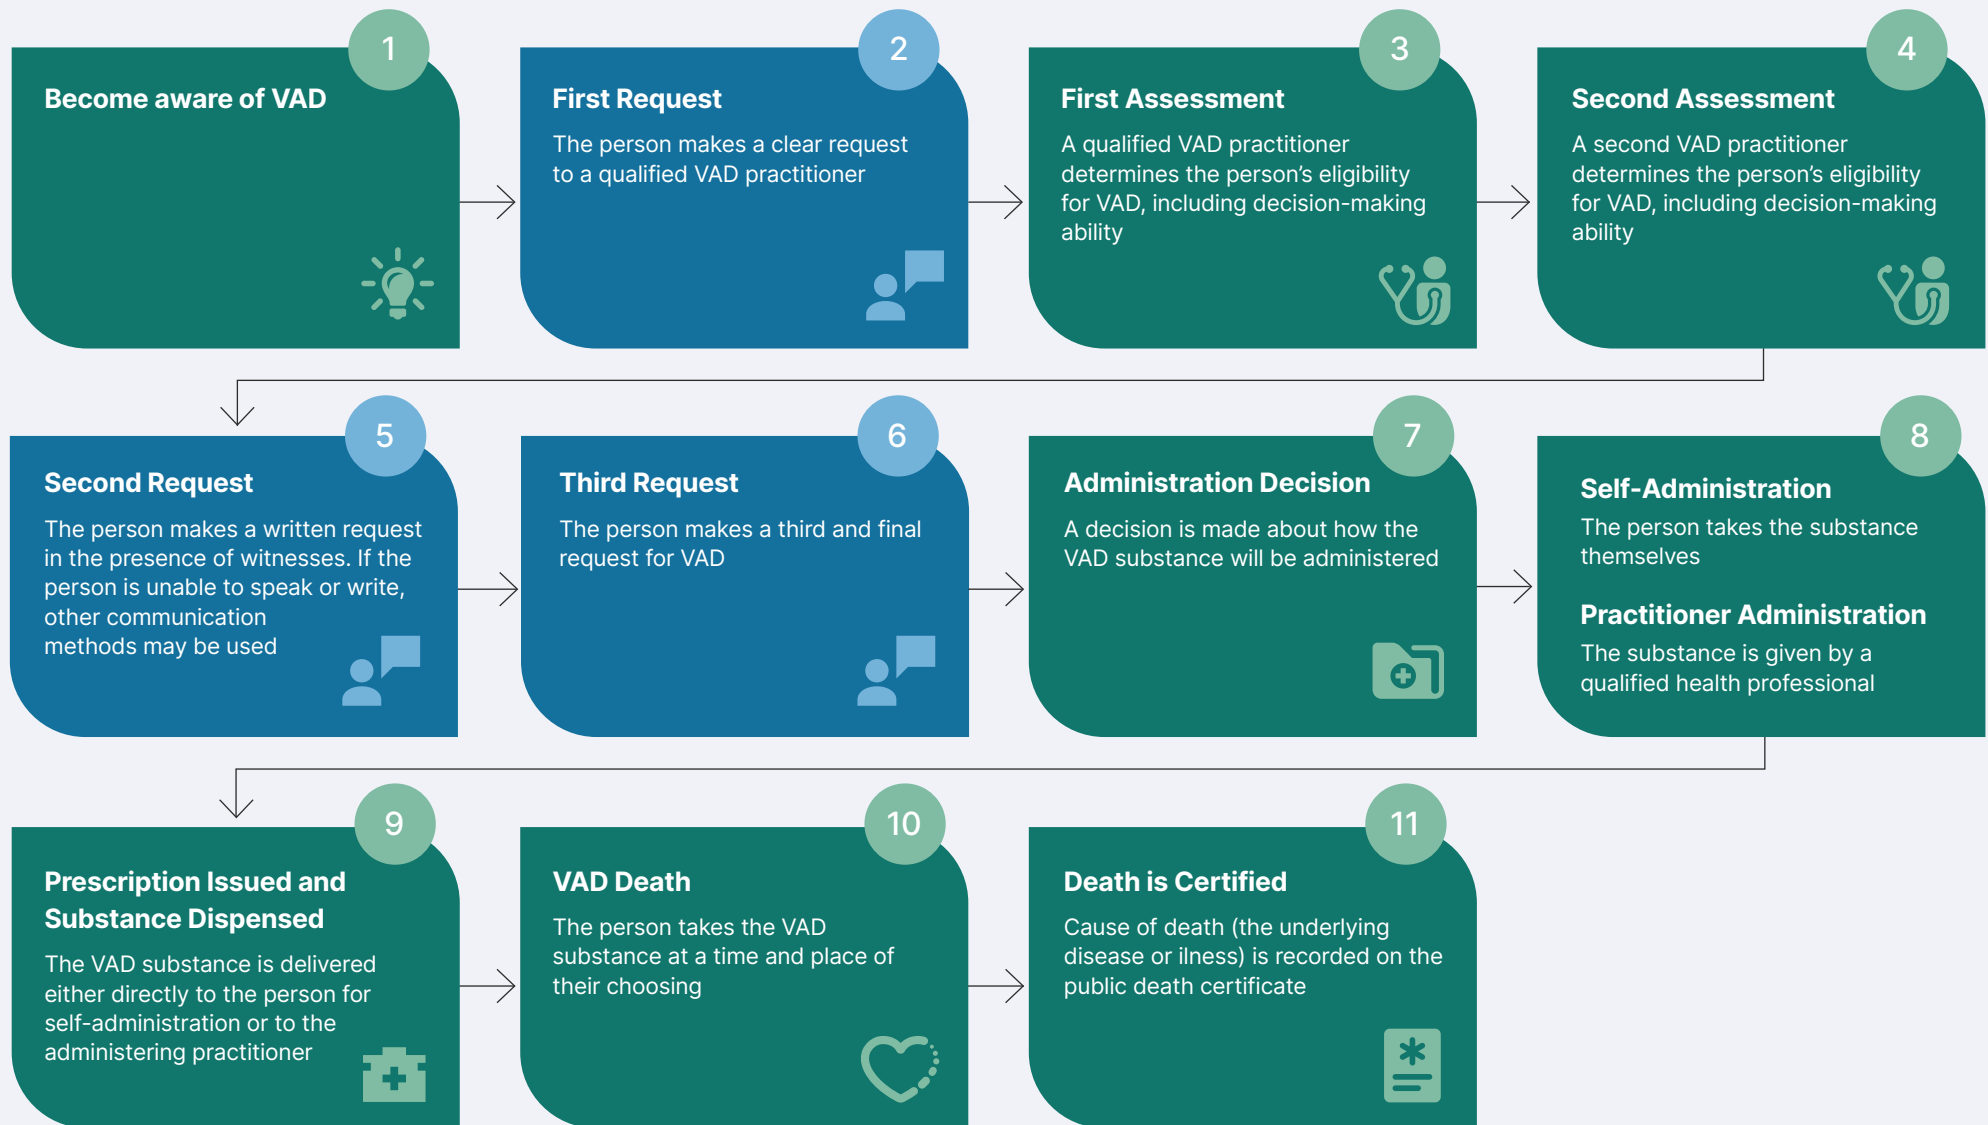 1
Become aware of VAD
2
First Request
The person makes a clear request
to a qualified VAD practitioner
3
First Assessment
A qualified VAD practitioner
determines the person’s eligibility
for VAD, including decision-making
ability
4
Second Assessment
A second VAD practitioner
determines the person’s eligibility
for VAD, including decision-making
ability
5
Second Request
The person makes a written request
in the presence of witnesses. If the
person is unable to speak or write,
other communication
methods may be used
6
Third Request
The person makes a third and final
request for VAD
7
Administration Decision
A decision is made about how the
VAD substance will be administered
8
Self-Administration
The person takes the substance
themselves
Practitioner Administration
The substance is given by a
qualified health professional
9
Prescription Issued and
Substance Dispensed
The VAD substance is delivered
either directly to the person for
self-administration or to the
administering practitioner
10
VAD Death
The person takes the VAD
substance at a time and place of
their choosing
11
Death is Certified
Cause of death (the underlying
disease or ilness) is recorded on the
public death certificate